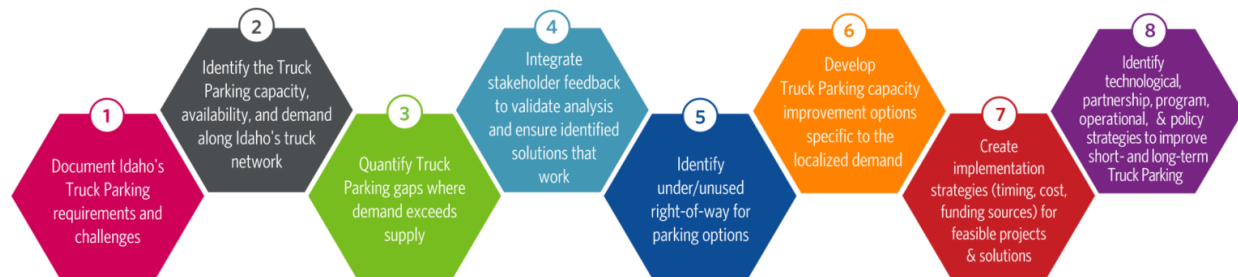 1
Document Idaho's
Truck Parking
requirements and
challenges
2
Identify the Truck
Parking capacity,
availability, and demand
along Idaho's truck
network
3
Quantify Truck
Parking gaps where
demand exceeds
supply
4
Integrate
stakeholder feedback
to validate analysis
and ensure identified
solutions that
work
5
Identify
under/unused
right-of-way for
parking options
6
Develop
Truck Parking capacity
improvement options
specific to the
localized demand
7
Create
implementation
strategies (timing, cost,
funding sources) for
feasible projects
& solutions
8
Identify
technological,
partnership, program,
operational, & policy
strategies to improve
short- and long-term
Truck Parking